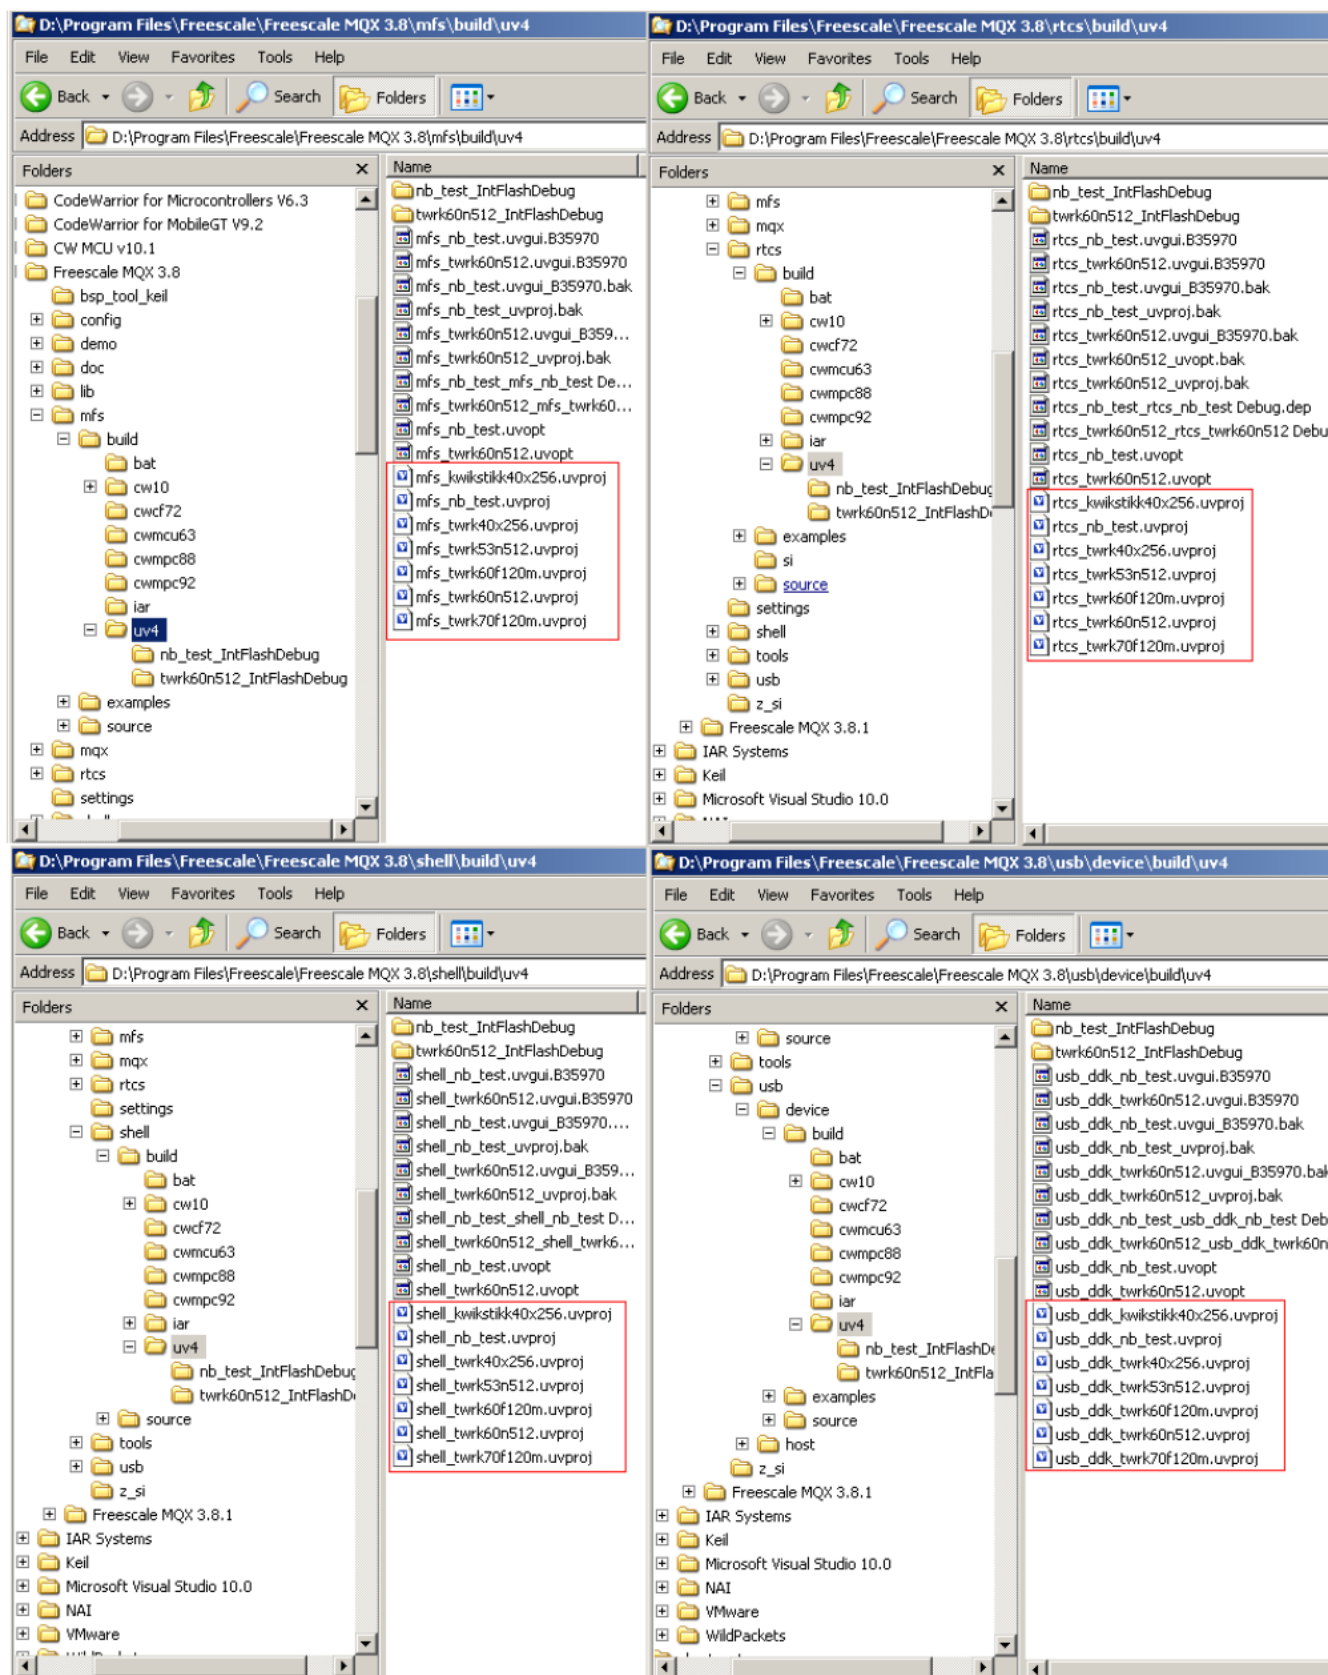 D:\Program Files\Freescale\Freescale MQX 3.8\mfs\build\uv4
File Edit View Favorites Tools Help
Back Search Folders
Address D:\Program Files\Freescale\Freescale MQX 3.8\mfs\build\uv4
Folders
CodeWarrior for Microcontrollers V6.3
CodeWarrior for MobileGT V9.2
CW MCU v10.1
Freescale MQX 3.8
bsp_tool_keil
config
demo
doc
lib
mfs
build
bat
cw10
cwcf72
cwmcu63
cwmpc88
cwmpc92
iar
uv4
nb_test_IntFlashDebug
twrk60n512_IntFlashDebug
examples
source
mqx
rtcs
settings
Name
nb_test_IntFlashDebug
twrk60n512_IntFlashDebug
mfs_nb_test.uvgui.B35970
mfs_twrk60n512.uvgui.B35970
mfs_nb_test.uvgui_B35970.bak
mfs_nb_test_uvproj.bak
mfs_twrk60n512.uvgui_B359...
mfs_twrk60n512_uvproj.bak
mfs_nb_test_mfs_nb_test De...
mfs_twrk60n512_mfs_twrk60...
mfs_nb_test.uvopt
mfs_twrk60n512.uvopt
mfs_kwikstikk40x256.uvproj
mfs_nb_test.uvproj
mfs_twrk40x256.uvproj
mfs_twrk53n512.uvproj
mfs_twrk60f120m.uvproj
mfs_twrk60n512.uvproj
mfs_twrk70f120m.uvproj
D:\Program Files\Freescale\Freescale MQX 3.8\rtcs\build\uv4
File Edit View Favorites Tools Help
Back Search Folders
Address D:\Program Files\Freescale\Freescale MQX 3.8\rtcs\build\uv4
Folders
mfs
mqx
rtcs
build
bat
cw10
cwcf72
cwmcu63
cwmpc88
cwmpc92
iar
uv4
nb_test_IntFlashDebug
twrk60n512_IntFlashD
examples
si
source
settings
shell
tools
usb
z_si
Freescale MQX 3.8.1
IAR Systems
Keil
Microsoft Visual Studio 10.0
Name
nb_test_IntFlashDebug
twrk60n512_IntFlashDebug
rtcs_nb_test.uvgui.B35970
rtcs_twrk60n512.uvgui.B35970
rtcs_nb_test.uvgui_B35970.bak
rtcs_nb_test_uvproj.bak
rtcs_twrk60n512.uvgui_B35970.bak
rtcs_twrk60n512_uvopt.bak
rtcs_twrk60n512_uvproj.bak
rtcs_nb_test_rtcs_nb_test Debug.dep
rtcs_twrk60n512_rtcs_twrk60n512 Debu
rtcs_nb_test.uvopt
rtcs_twrk60n512.uvopt
rtcs_kwikstikk40x256.uvproj
rtcs_nb_test.uvproj
rtcs_twrk40x256.uvproj
rtcs_twrk53n512.uvproj
rtcs_twrk60f120m.uvproj
rtcs_twrk60n512.uvproj
rtcs_twrk70f120m.uvproj
D:\Program Files\Freescale\Freescale MQX 3.8\shell\build\uv4
File Edit View Favorites Tools Help
Back Search Folders
Address D:\Program Files\Freescale\Freescale MQX 3.8\shell\build\uv4
Folders
mfs
mqx
rtcs
settings
shell
build
bat
cw10
cwcf72
cwmcu63
cwmpc88
cwmpc92
iar
uv4
nb_test_IntFlashDebug
twrk60n512_IntFlashD
source
tools
usb
z_si
Freescale MQX 3.8.1
IAR Systems
Keil
Microsoft Visual Studio 10.0
NAI
VMware
Name
nb_test_IntFlashDebug
twrk60n512_IntFlashDebug
shell_nb_test.uvgui.B35970
shell_twrk60n512.uvgui.B35970
shell_nb_test.uvgui_B35970....
shell_nb_test_uvproj.bak
shell_twrk60n512.uvgui_B359...
shell_twrk60n512_uvproj.bak
shell_nb_test_shell_nb_test D...
shell_twrk60n512_shell_twrk6...
shell_nb_test.uvopt
shell_twrk60n512.uvopt
shell_kwikstikk40x256.uvproj
shell_nb_test.uvproj
shell_twrk40x256.uvproj
shell_twrk53n512.uvproj
shell_twrk60f120m.uvproj
shell_twrk60n512.uvproj
shell_twrk70f120m.uvproj
D:\Program Files\Freescale\Freescale MQX 3.8\usb\device\build\uv4
File Edit View Favorites Tools Help
Back Search Folders
Address D:\Program Files\Freescale\Freescale MQX 3.8\usb\device\build\uv4
Folders
source
tools
usb
device
build
bat
cw10
cwcf72
cwmcu63
cwmpc88
cwmpc92
iar
uv4
nb_test_IntFlashDe
twrk60n512_IntFla
examples
source
host
z_si
Freescale MQX 3.8.1
IAR Systems
Keil
Microsoft Visual Studio 10.0
NAI
VMware
WildPackets
Name
nb_test_IntFlashDebug
twrk60n512_IntFlashDebug
usb_ddk_nb_test.uvgui.B35970
usb_ddk_twrk60n512.uvgui.B35970
usb_ddk_nb_test.uvgui_B35970.bak
usb_ddk_nb_test_uvproj.bak
usb_ddk_twrk60n512.uvgui_B35970.bak
usb_ddk_twrk60n512_uvproj.bak
usb_ddk_nb_test_usb_ddk_nb_test Deb
usb_ddk_twrk60n512_usb_ddk_twrk60n
usb_ddk_nb_test.uvopt
usb_ddk_twrk60n512.uvopt
usb_ddk_kwikstikk40x256.uvproj
usb_ddk_nb_test.uvproj
usb_ddk_twrk40x256.uvproj
usb_ddk_twrk53n512.uvproj
usb_ddk_twrk60f120m.uvproj
usb_ddk_twrk60n512.uvproj
usb_ddk_twrk70f120m.uvproj